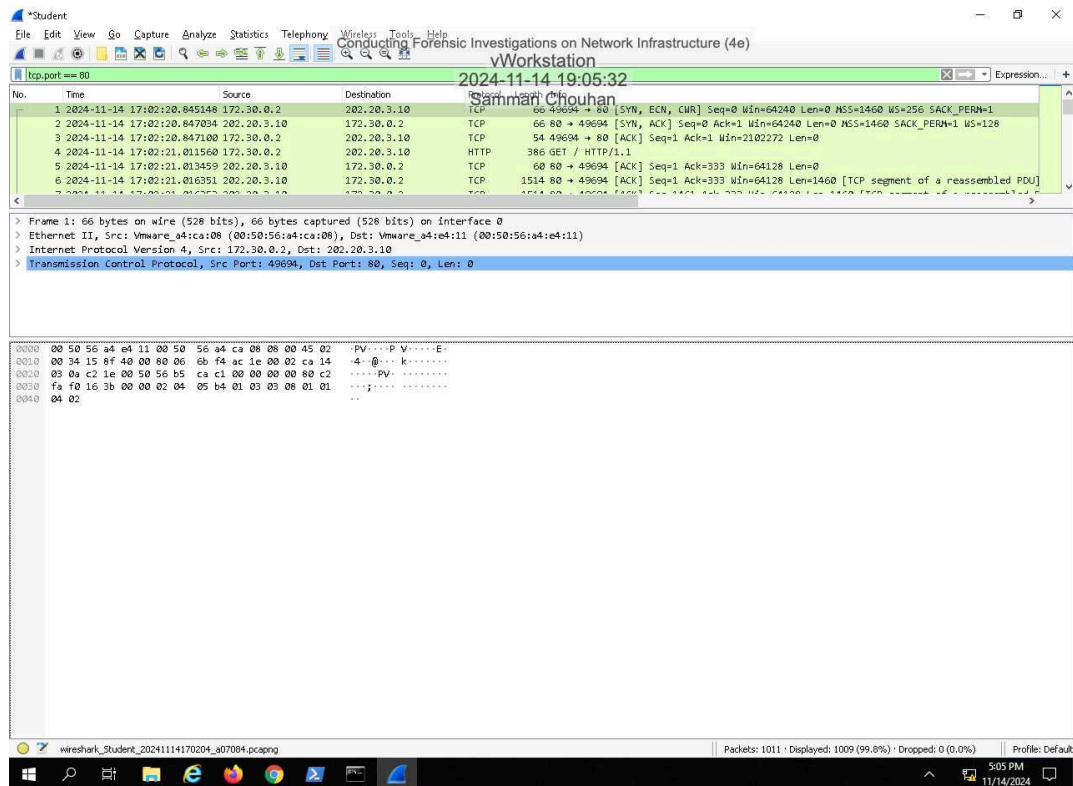 *Student
File Edit View Go Capture Analyze Statistics Telephony Wireless Tools Help
Conducting Forensic Investigations on Network Infrastructure (4e)
vWorkstation
2024-11-14 19:05:32
Samman Chouhan
tcp.port == 80 Expression... +
No. Time Source Destination Protocol Length Info
1 2024-11-14 17:02:20.845148 172.30.0.2 202.20.3.10 TCP 66 49694 → 80 [SYN, ECN, CWR] Seq=0 Win=64240 Len=0 MSS=1460 WS=256 SACK_PERM=1
2 2024-11-14 17:02:20.847034 202.20.3.10 172.30.0.2 TCP 66 80 → 49694 [SYN, ACK] Seq=0 Ack=1 Win=64240 Len=0 MSS=1460 SACK_PERM=1 WS=128
3 2024-11-14 17:02:20.847100 172.30.0.2 202.20.3.10 TCP 54 49694 → 80 [ACK] Seq=1 Ack=1 Win=2102272 Len=0
4 2024-11-14 17:02:21.011560 172.30.0.2 202.20.3.10 HTTP 386 GET / HTTP/1.1
5 2024-11-14 17:02:21.013459 202.20.3.10 172.30.0.2 TCP 60 80 → 49694 [ACK] Seq=1 Ack=333 Win=64128 Len=0
6 2024-11-14 17:02:21.016351 202.20.3.10 172.30.0.2 TCP 1514 80 → 49694 [ACK] Seq=1 Ack=333 Win=64128 Len=1460 [TCP segment of a reassembled PDU]
Frame 1: 66 bytes on wire (528 bits), 66 bytes captured (528 bits) on interface 0
Ethernet II, Src: Vmware_a4:ca:08 (00:50:56:a4:ca:08), Dst: Vmware_a4:e4:11 (00:50:56:a4:e4:11)
Internet Protocol Version 4, Src: 172.30.0.2, Dst: 202.20.3.10
Transmission Control Protocol, Src Port: 49694, Dst Port: 80, Seq: 0, Len: 0
0000 00 50 56 a4 e4 11 00 50 56 a4 ca 08 08 00 45 02 ·PV····P V·····E·
0010 00 34 15 8f 40 00 80 06 6b f4 ac 1e 00 02 ca 14 ·4··@··· k·······
0020 03 0a c2 1e 00 50 56 b5 ca c1 00 00 00 00 80 c2 ·····PV· ········
0030 fa f0 16 3b 00 00 02 04 05 b4 01 03 03 08 01 01 ···;···· ········
0040 04 02 ··
wireshark_Student_20241114170204_a07084.pcapng Packets: 1011 · Displayed: 1009 (99.8%) · Dropped: 0 (0.0%) Profile: Default
5:05 PM
11/14/2024